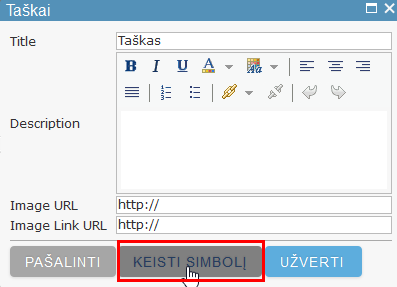 Taškai
Title Taškas
B I U A
Description
Image URL http://
Image Link URL http://
PAŠALINTI KEISTI SIMBOLĮ UŽVERTI